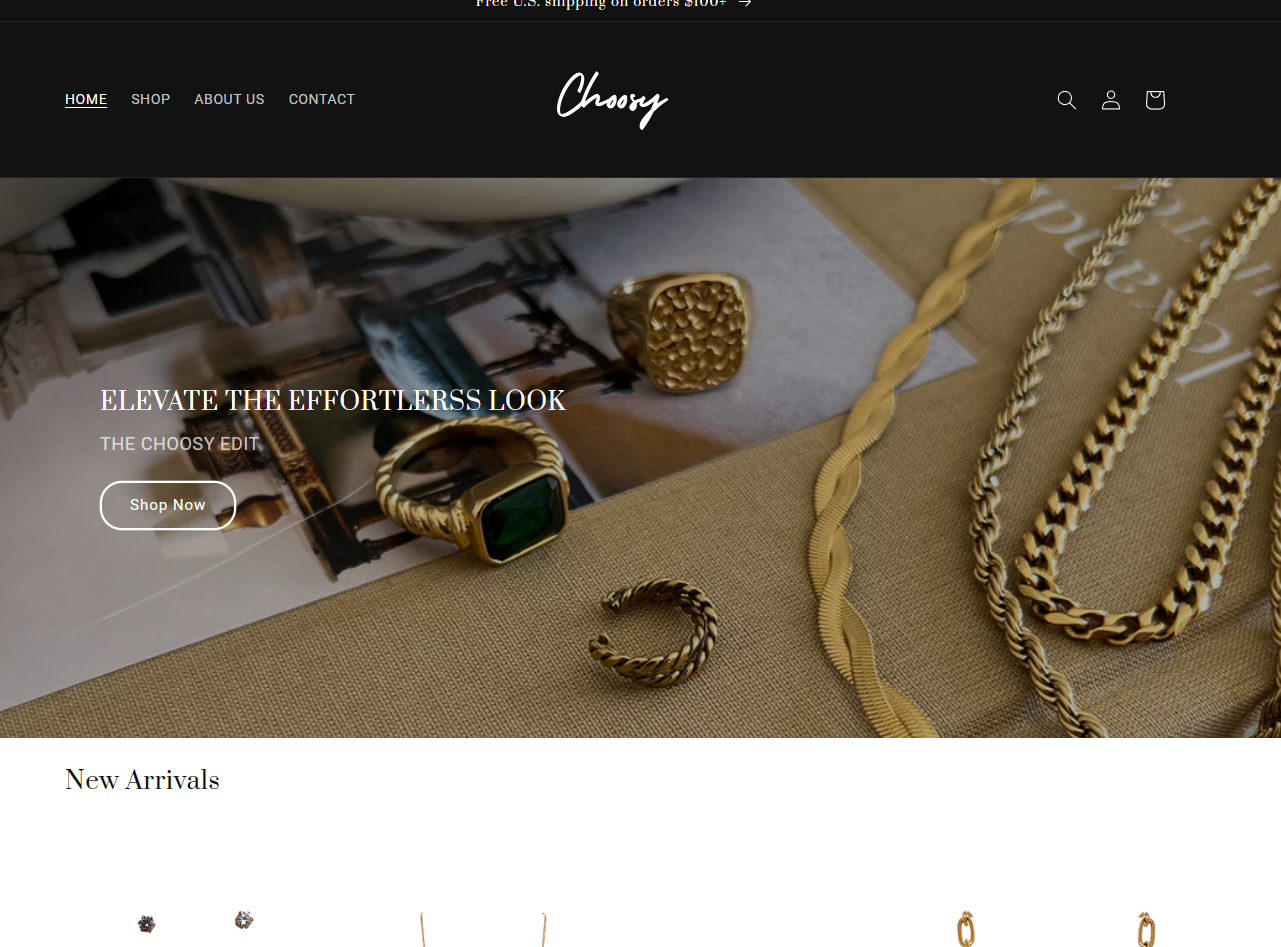 Free U.S. shipping on orders $100+ →
HOME SHOP ABOUT US CONTACT
Choosy
ELEVATE THE EFFORTLERSS LOOK
THE CHOOSY EDIT
Shop Now
New Arrivals